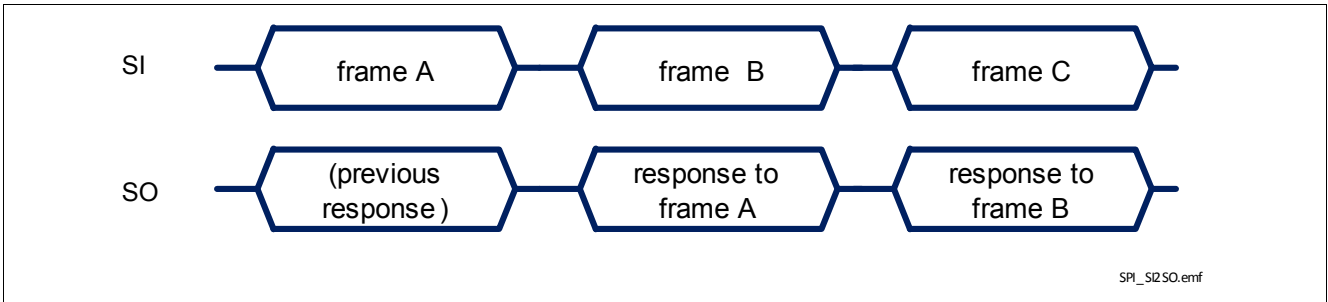 SI
frame A
frame B
frame C
SO
(previous
response)
response to
frame A
response to
frame B
SPI_SI2SO.emf